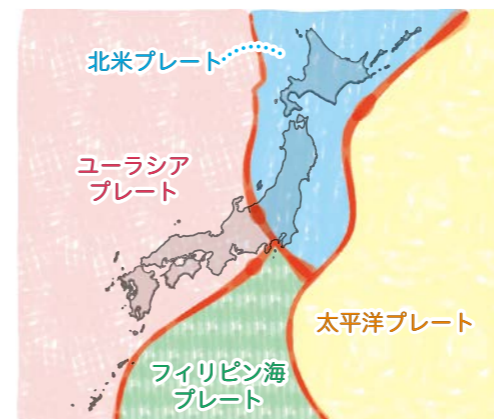 北米プレート
ユーラシア
プレート
太平洋プレート
フィリピン海
プレート